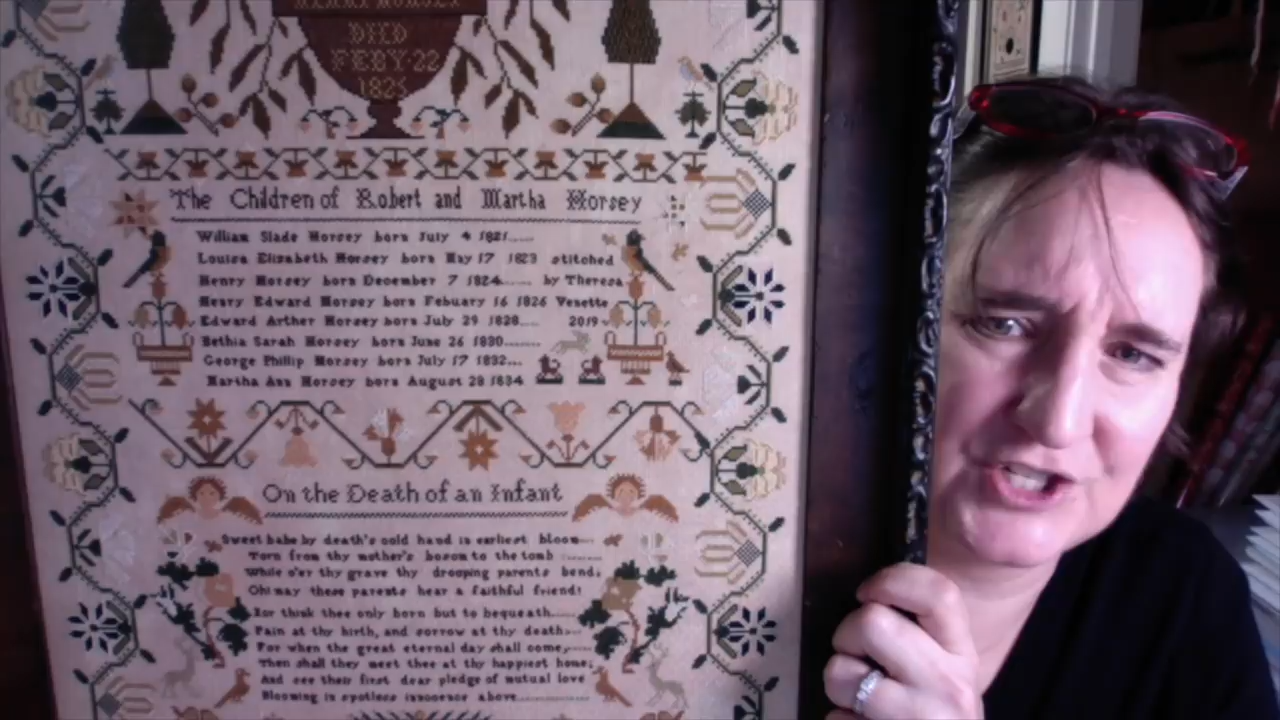 HENRY HORSEY
DIED
FEBY·22
1825
The Children of Robert and Martha Horsey
William Slade Horsey born July 4 1821......
Louisa Elisabeth Horsey born May 17 1823 stitched
Henry Horsey born December 7 1824....... by Theresa
Henry Edward Horsey born Febuary 16 1826 Venette
Edward Arther Horsey born July 29 1828..... 2019
Bethia Sarah Horsey born June 26 1830........
George Phillip Horsey born July 17 1832....
Martha Ann Horsey born August 28 1834
On the Death of an Infant
Sweet babe by death's cold hand in earliest bloom....
Torn from thy mother's bosom to the tomb .......
While o'er thy grave thy drooping parents bend,
Oh! may these parents hear a faithful friend!
Nor think thee only born but to bequeath.....
Pain at thy birth, and sorrow at thy death....
For when the great eternal day shall come,......
Then shall they meet thee at thy happiest home,
And see their first dear pledge of mutual love
Blooming in spotless innocence above..............